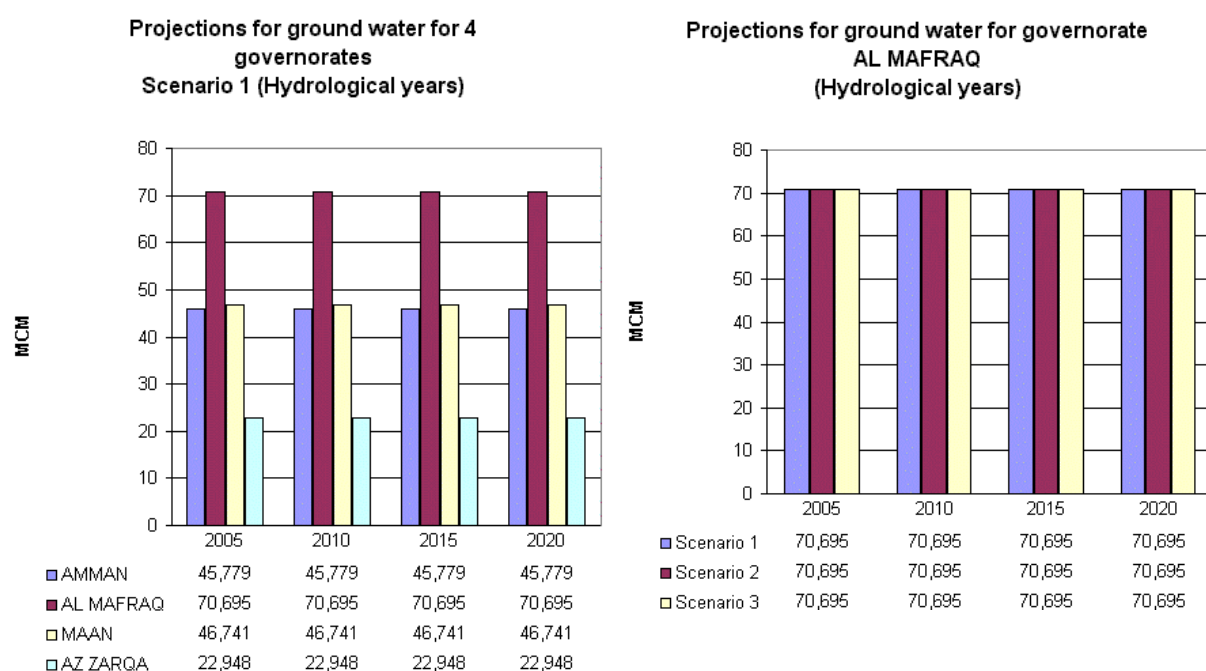 Projections for ground water for 4
governorates
Scenario 1 (Hydrological years)
MCM
80
70
60
50
40
30
20
10
0
2005 2010 2015 2020
AMMAN 45,779 45,779 45,779 45,779
AL MAFRAQ 70,695 70,695 70,695 70,695
MAAN 46,741 46,741 46,741 46,741
AZ ZARQA 22,948 22,948 22,948 22,948
Projections for ground water for governorate
AL MAFRAQ
(Hydrological years)
MCM
80
70
60
50
40
30
20
10
0
2005 2010 2015 2020
Scenario 1 70,695 70,695 70,695 70,695
Scenario 2 70,695 70,695 70,695 70,695
Scenario 3 70,695 70,695 70,695 70,695